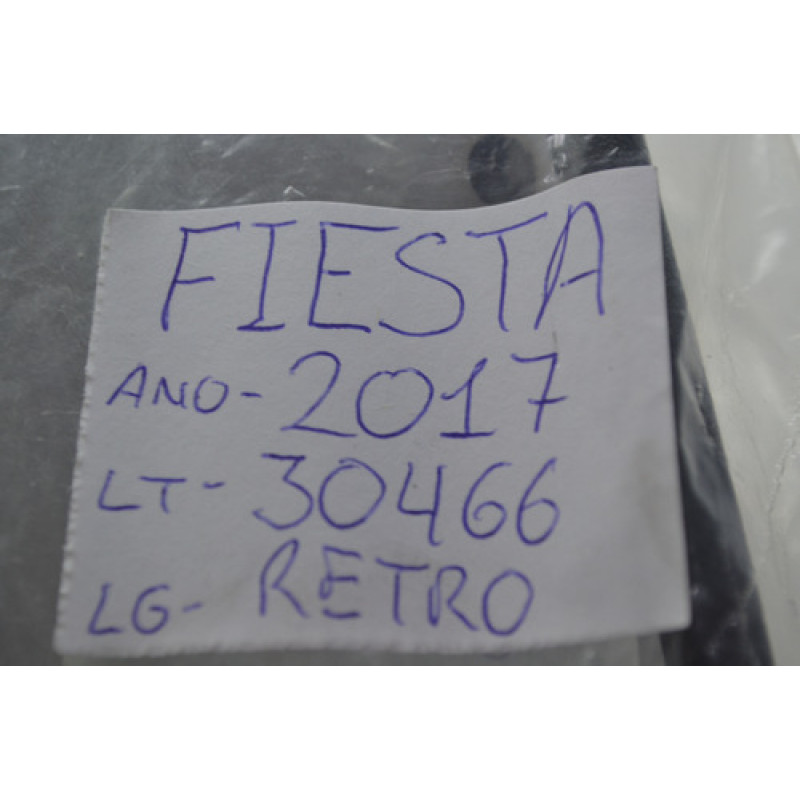 FIESTA
ANO- 2017
LT- 30466
LG- RETRO